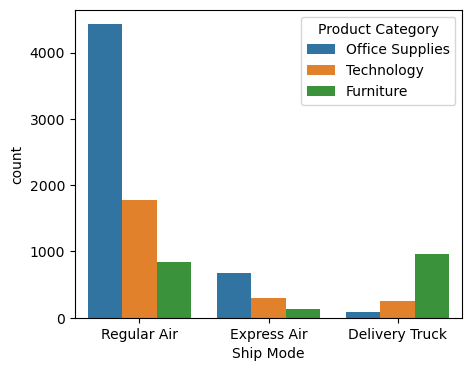 Product Category
Office Supplies
Technology
Furniture
4000
3000
2000
1000
0
count
Regular Air
Express Air
Delivery Truck
Ship Mode